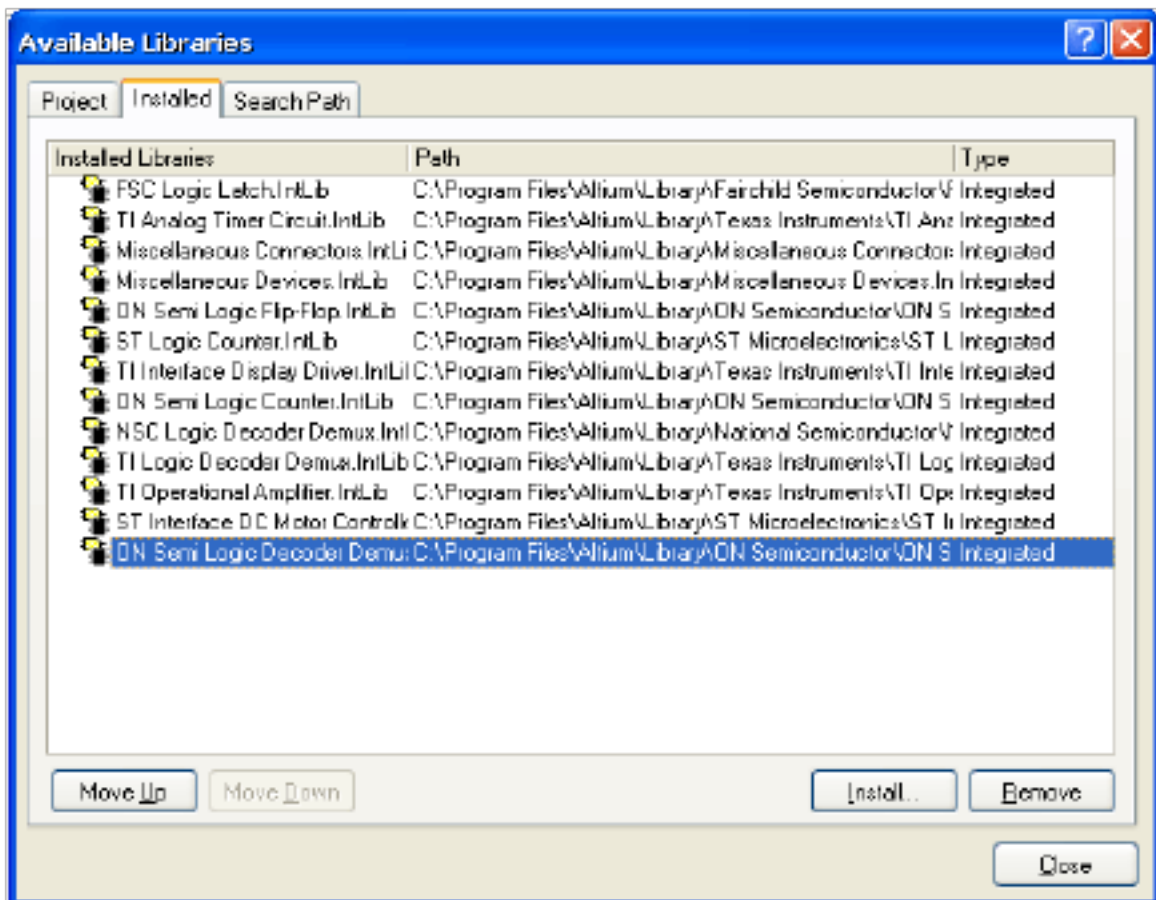 Available Libraries
Project Installed Search Path
Installed Libraries Path Type
FSC Logic Latch.IntLib C:\Program Files\Altium\Library\Fairchild Semiconductor\F Integrated
TI Analog Timer Circuit.IntLib C:\Program Files\Altium\Library\Texas Instruments\TI Ana Integrated
Miscellaneous Connectors.IntLi C:\Program Files\Altium\Library\Miscellaneous Connectors Integrated
Miscellaneous Devices.IntLib C:\Program Files\Altium\Library\Miscellaneous Devices.In Integrated
ON Semi Logic Flip-Flop.IntLib C:\Program Files\Altium\Library\ON Semiconductor\ON S Integrated
ST Logic Counter.IntLib C:\Program Files\Altium\Library\ST Microelectronics\ST L Integrated
TI Interface Display Driver.IntLil C:\Program Files\Altium\Library\Texas Instruments\TI Inte Integrated
ON Semi Logic Counter.IntLib C:\Program Files\Altium\Library\ON Semiconductor\ON S Integrated
NSC Logic Decoder Demux.Intl C:\Program Files\Altium\Library\National Semiconductor\ Integrated
TI Logic Decoder Demux.IntLib C:\Program Files\Altium\Library\Texas Instruments\TI Log Integrated
TI Operational Amplifier.IntLib C:\Program Files\Altium\Library\Texas Instruments\TI Ope Integrated
ST Interface DC Motor Controlle C:\Program Files\Altium\Library\ST Microelectronics\ST I Integrated
ON Semi Logic Decoder Demu: C:\Program Files\Altium\Library\ON Semiconductor\ON S Integrated
Move Up Move Down Install... Remove
Close